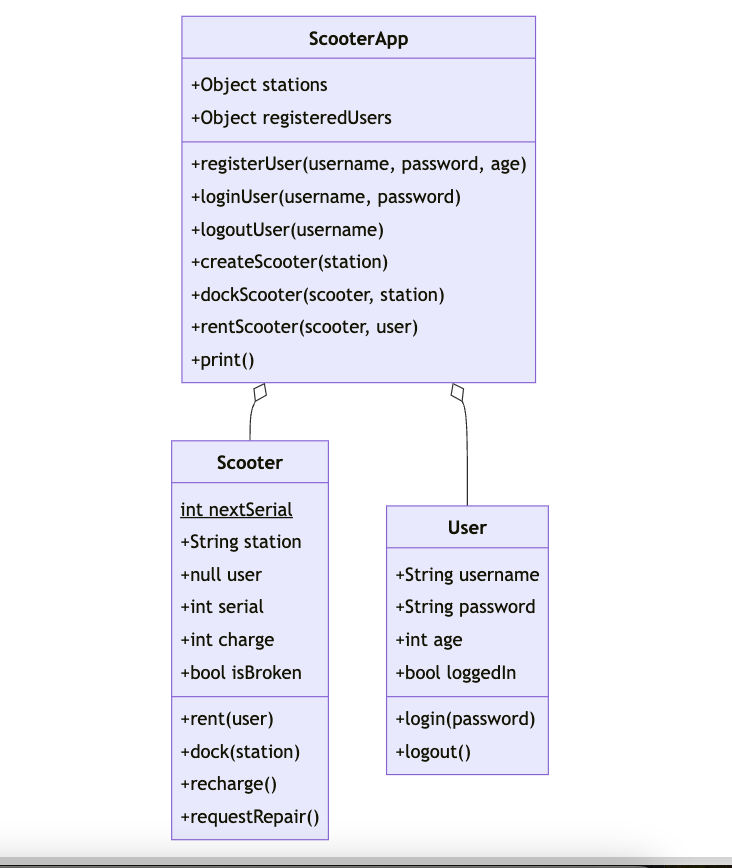 ScooterApp
+Object stations
+Object registeredUsers
+registerUser(username, password, age)
+loginUser(username, password)
+logoutUser(username)
+createScooter(station)
+dockScooter(scooter, station)
+rentScooter(scooter, user)
+print()
Scooter
int nextSerial
+String station
+null user
+int serial
+int charge
+bool isBroken
+rent(user)
+dock(station)
+recharge()
+requestRepair()
User
+String username
+String password
+int age
+bool loggedIn
+login(password)
+logout()